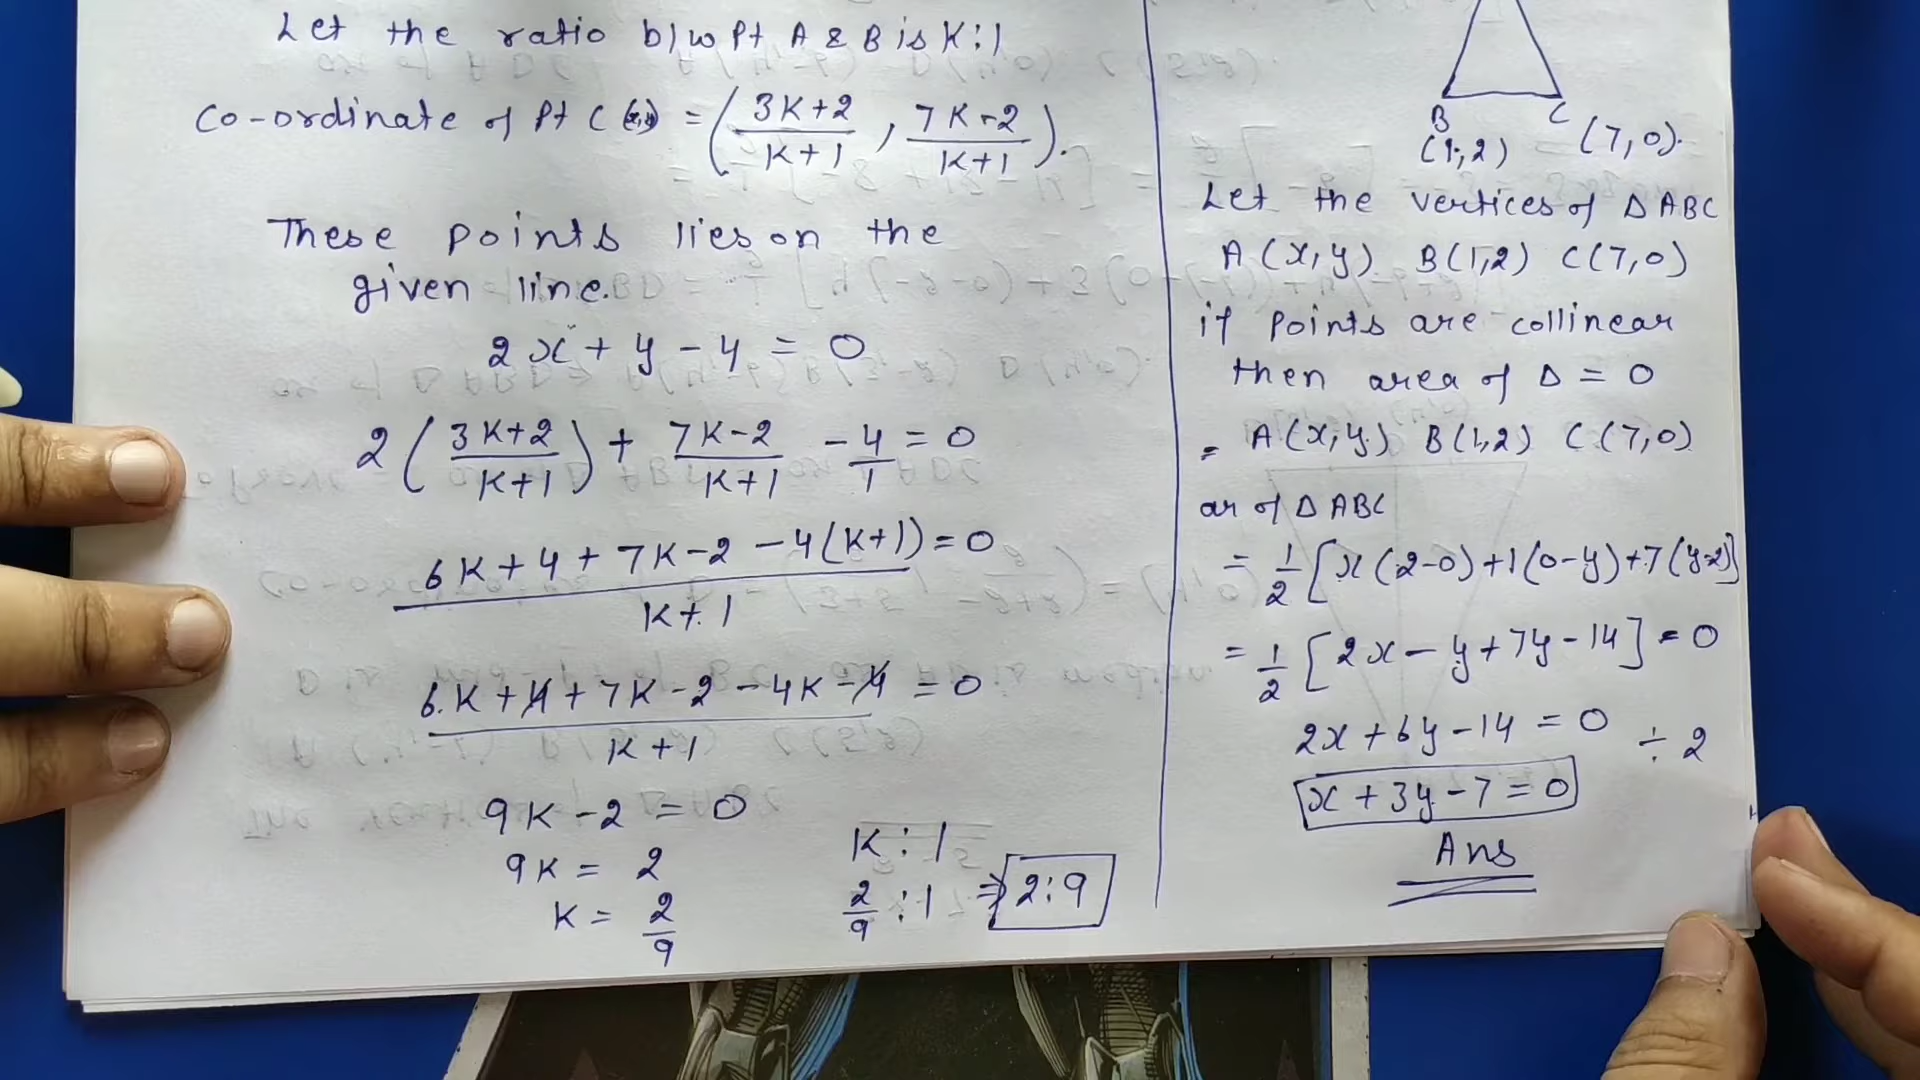 Let the ratio b/w Pt A & B is K:1
Co-ordinate of Pt C (x,y) = ( 3K+2 / K+1 , 7K-2 / K+1 ).
These points lies on the
given line.
2x + y - 4 = 0
2 ( 3K+2 / K+1 ) + 7K-2 / K+1 - 4/1 = 0
6K + 4 + 7K - 2 - 4(K+1) = 0
K+1
6K + 4 + 7K - 2 - 4K - 4 = 0
K+1
9K - 2 = 0
9K = 2
K = 2/9
K : 1
2/9 : 1 => 2:9
B
C
(1,2)
(7,0).
Let the vertices of Δ ABC
A (x,y) B(1,2) C(7,0)
if points are collinear
then area of Δ = 0
= A(x,y) B(1,2) C(7,0)
ar of Δ ABC
= 1/2 [x(2-0)+1(0-y)+7(y-2)]
= 1/2 [2x - y + 7y - 14] = 0
2x + 6y - 14 = 0 ÷ 2
x + 3y - 7 = 0
Ans